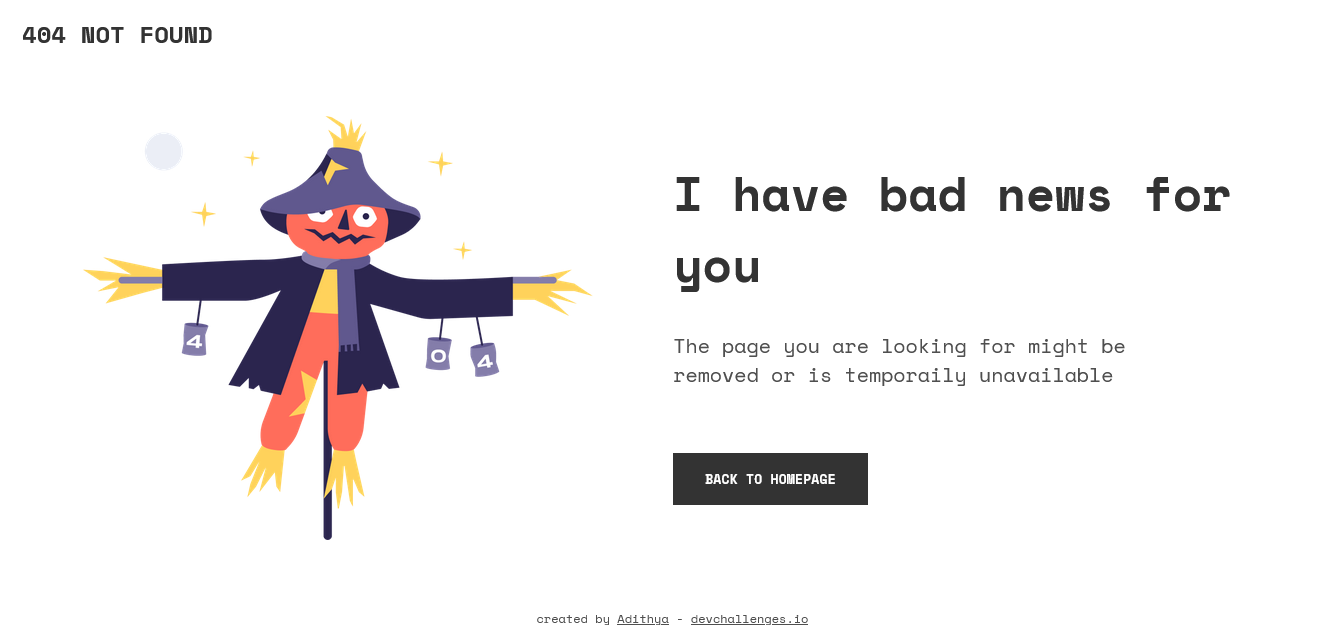 404 NOT FOUND
4
0
4
I have bad news for
you
The page you are looking for might be
removed or is temporaily unavailable
BACK TO HOMEPAGE
created by Adithya - devchallenges.io